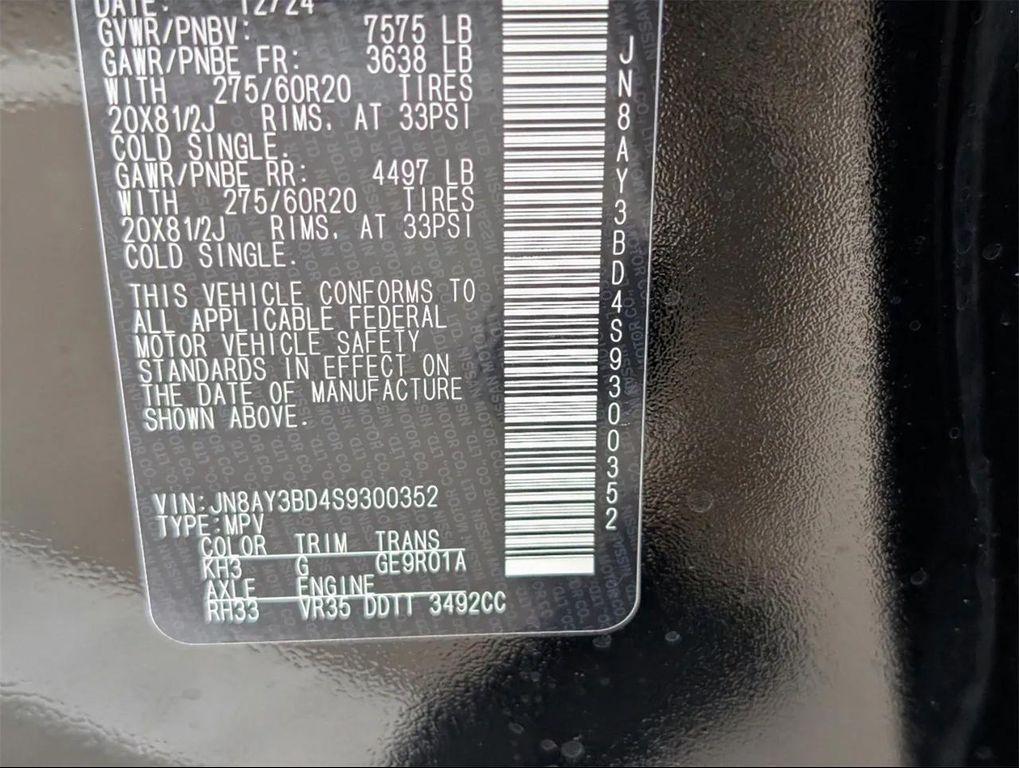 DATE: 12/24
GVWR/PNBV: 7575 LB
GAWR/PNBE FR: 3638 LB
WITH 275/60R20 TIRES
20X81/2J RIMS, AT 33PSI
COLD SINGLE.
GAWR/PNBE RR: 4497 LB
WITH 275/60R20 TIRES
20X81/2J RIMS, AT 33PSI
COLD SINGLE.
THIS VEHICLE CONFORMS TO
ALL APPLICABLE FEDERAL
MOTOR VEHICLE SAFETY
STANDARDS IN EFFECT ON
THE DATE OF MANUFACTURE
SHOWN ABOVE.
VIN:JN8AY3BD4S9300352
TYPE:MPV
COLOR TRIM TRANS
KH3 G GE9R01A
AXLE ENGINE
RH33 VR35 DDTT 3492CC
JN8AY3BD4S9300352